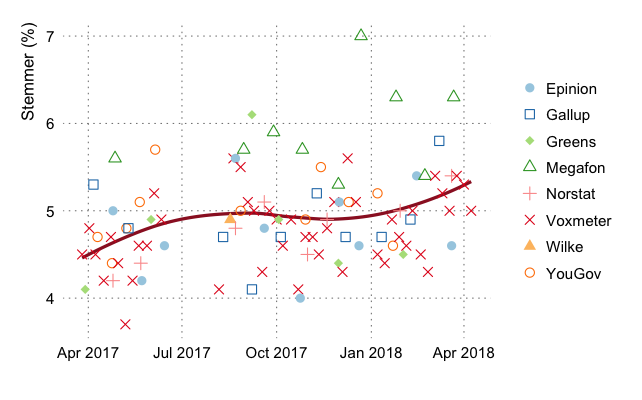 Stemmer (%)
7
6
5
4
Apr 2017
Jul 2017
Oct 2017
Jan 2018
Apr 2018
Epinion
Gallup
Greens
Megafon
Norstat
Voxmeter
Wilke
YouGov